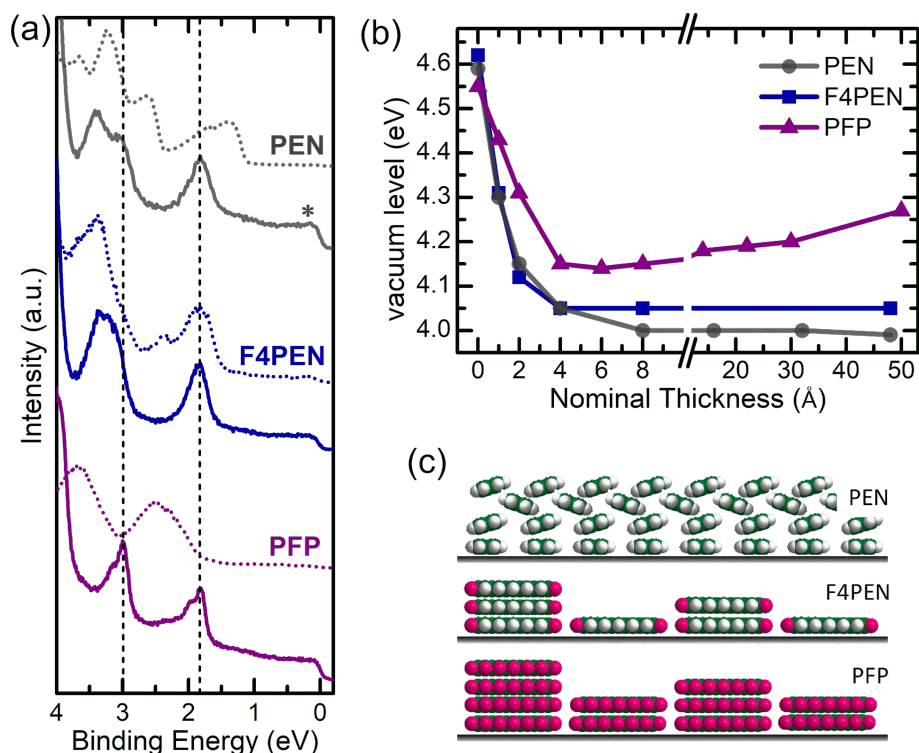 (a)
PEN
*
F4PEN
PFP
Intensity (a.u.)
4 3 2 1 0
Binding Energy (eV)
(b)
PEN
F4PEN
PFP
4.6
4.5
4.4
4.3
4.2
4.1
4.0
vacuum level (eV)
0 2 4 6 8 20 30 40 50
Nominal Thickness (Å)
(c)
PEN
F4PEN
PFP